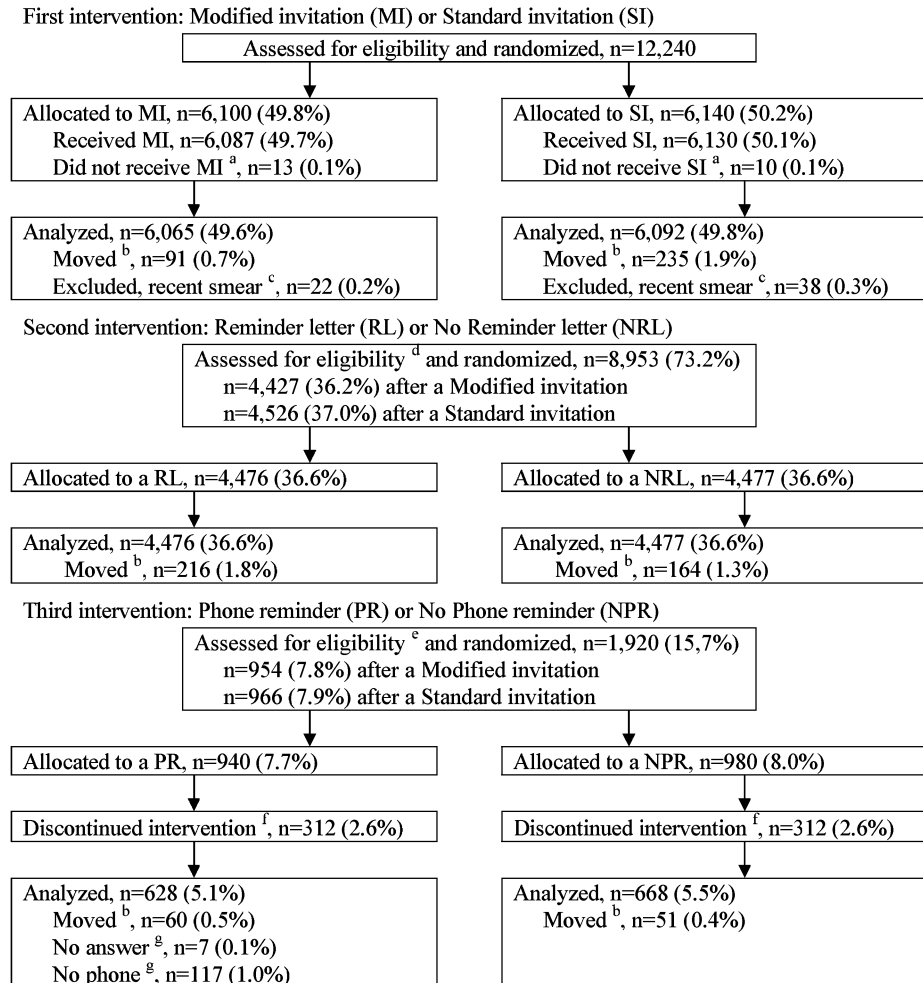 First intervention: Modified invitation (MI) or Standard invitation (SI)
Assessed for eligibility and randomized, n=12,240
Allocated to MI, n=6,100 (49.8%)
Received MI, n=6,087 (49.7%)
Did not receive MI a, n=13 (0.1%)
Allocated to SI, n=6,140 (50.2%)
Received SI, n=6,130 (50.1%)
Did not receive SI a, n=10 (0.1%)
Analyzed, n=6,065 (49.6%)
Moved b, n=91 (0.7%)
Excluded, recent smear c, n=22 (0.2%)
Analyzed, n=6,092 (49.8%)
Moved b, n=235 (1.9%)
Excluded, recent smear c, n=38 (0.3%)
Second intervention: Reminder letter (RL) or No Reminder letter (NRL)
Assessed for eligibility d and randomized, n=8,953 (73.2%)
n=4,427 (36.2%) after a Modified invitation
n=4,526 (37.0%) after a Standard invitation
Allocated to a RL, n=4,476 (36.6%)
Allocated to a NRL, n=4,477 (36.6%)
Analyzed, n=4,476 (36.6%)
Moved b, n=216 (1.8%)
Analyzed, n=4,477 (36.6%)
Moved b, n=164 (1.3%)
Third intervention: Phone reminder (PR) or No Phone reminder (NPR)
Assessed for eligibility e and randomized, n=1,920 (15,7%)
n=954 (7.8%) after a Modified invitation
n=966 (7.9%) after a Standard invitation
Allocated to a PR, n=940 (7.7%)
Allocated to a NPR, n=980 (8.0%)
Discontinued intervention f, n=312 (2.6%)
Discontinued intervention f, n=312 (2.6%)
Analyzed, n=628 (5.1%)
Moved b, n=60 (0.5%)
No answer g, n=7 (0.1%)
No phone g, n=117 (1.0%)
Analyzed, n=668 (5.5%)
Moved b, n=51 (0.4%)